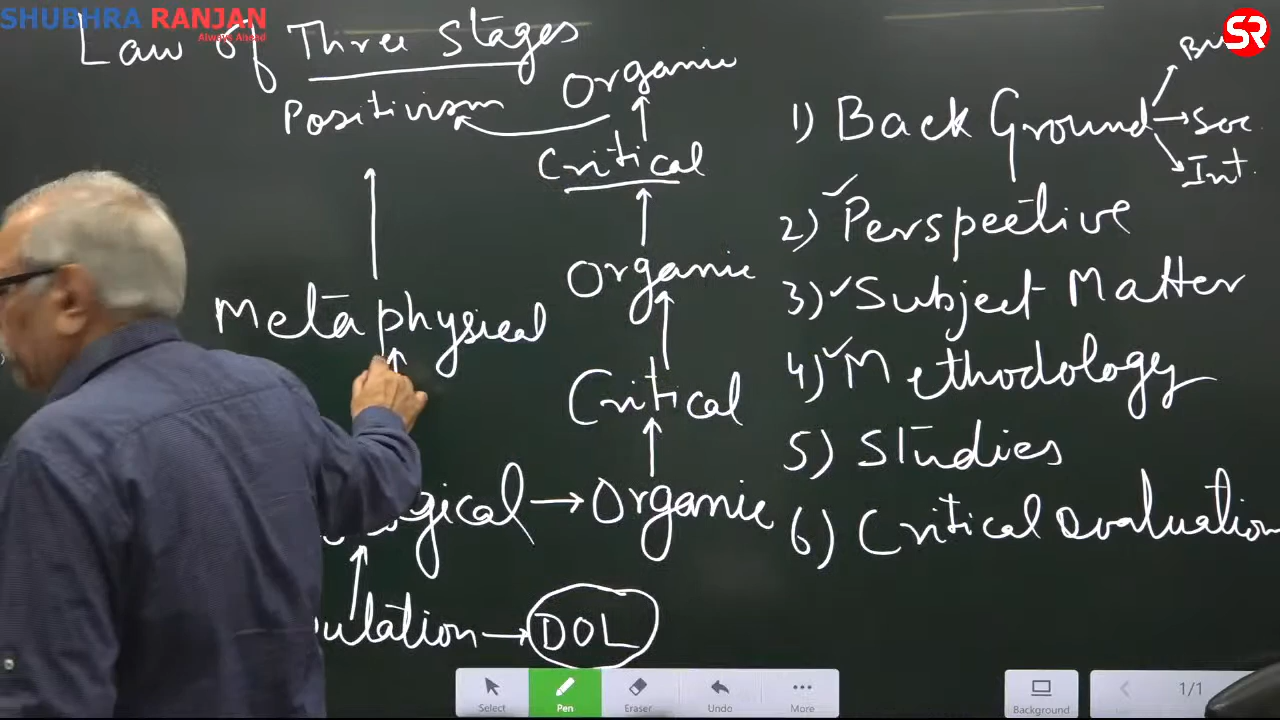 SHUBHRA RANJAN
Always Ahead
SR
Law of Three Stages
Organic
Positivism
Critical
Organic
Metaphysical
Critical
Organic
DOL
1) Back Ground
Soc.
Int.
2) Perspective
3) Subject Matter
4) Methodology
5) Studies
6) Critical Evaluation
Select
Pen
Eraser
Undo
More
Background
1/1